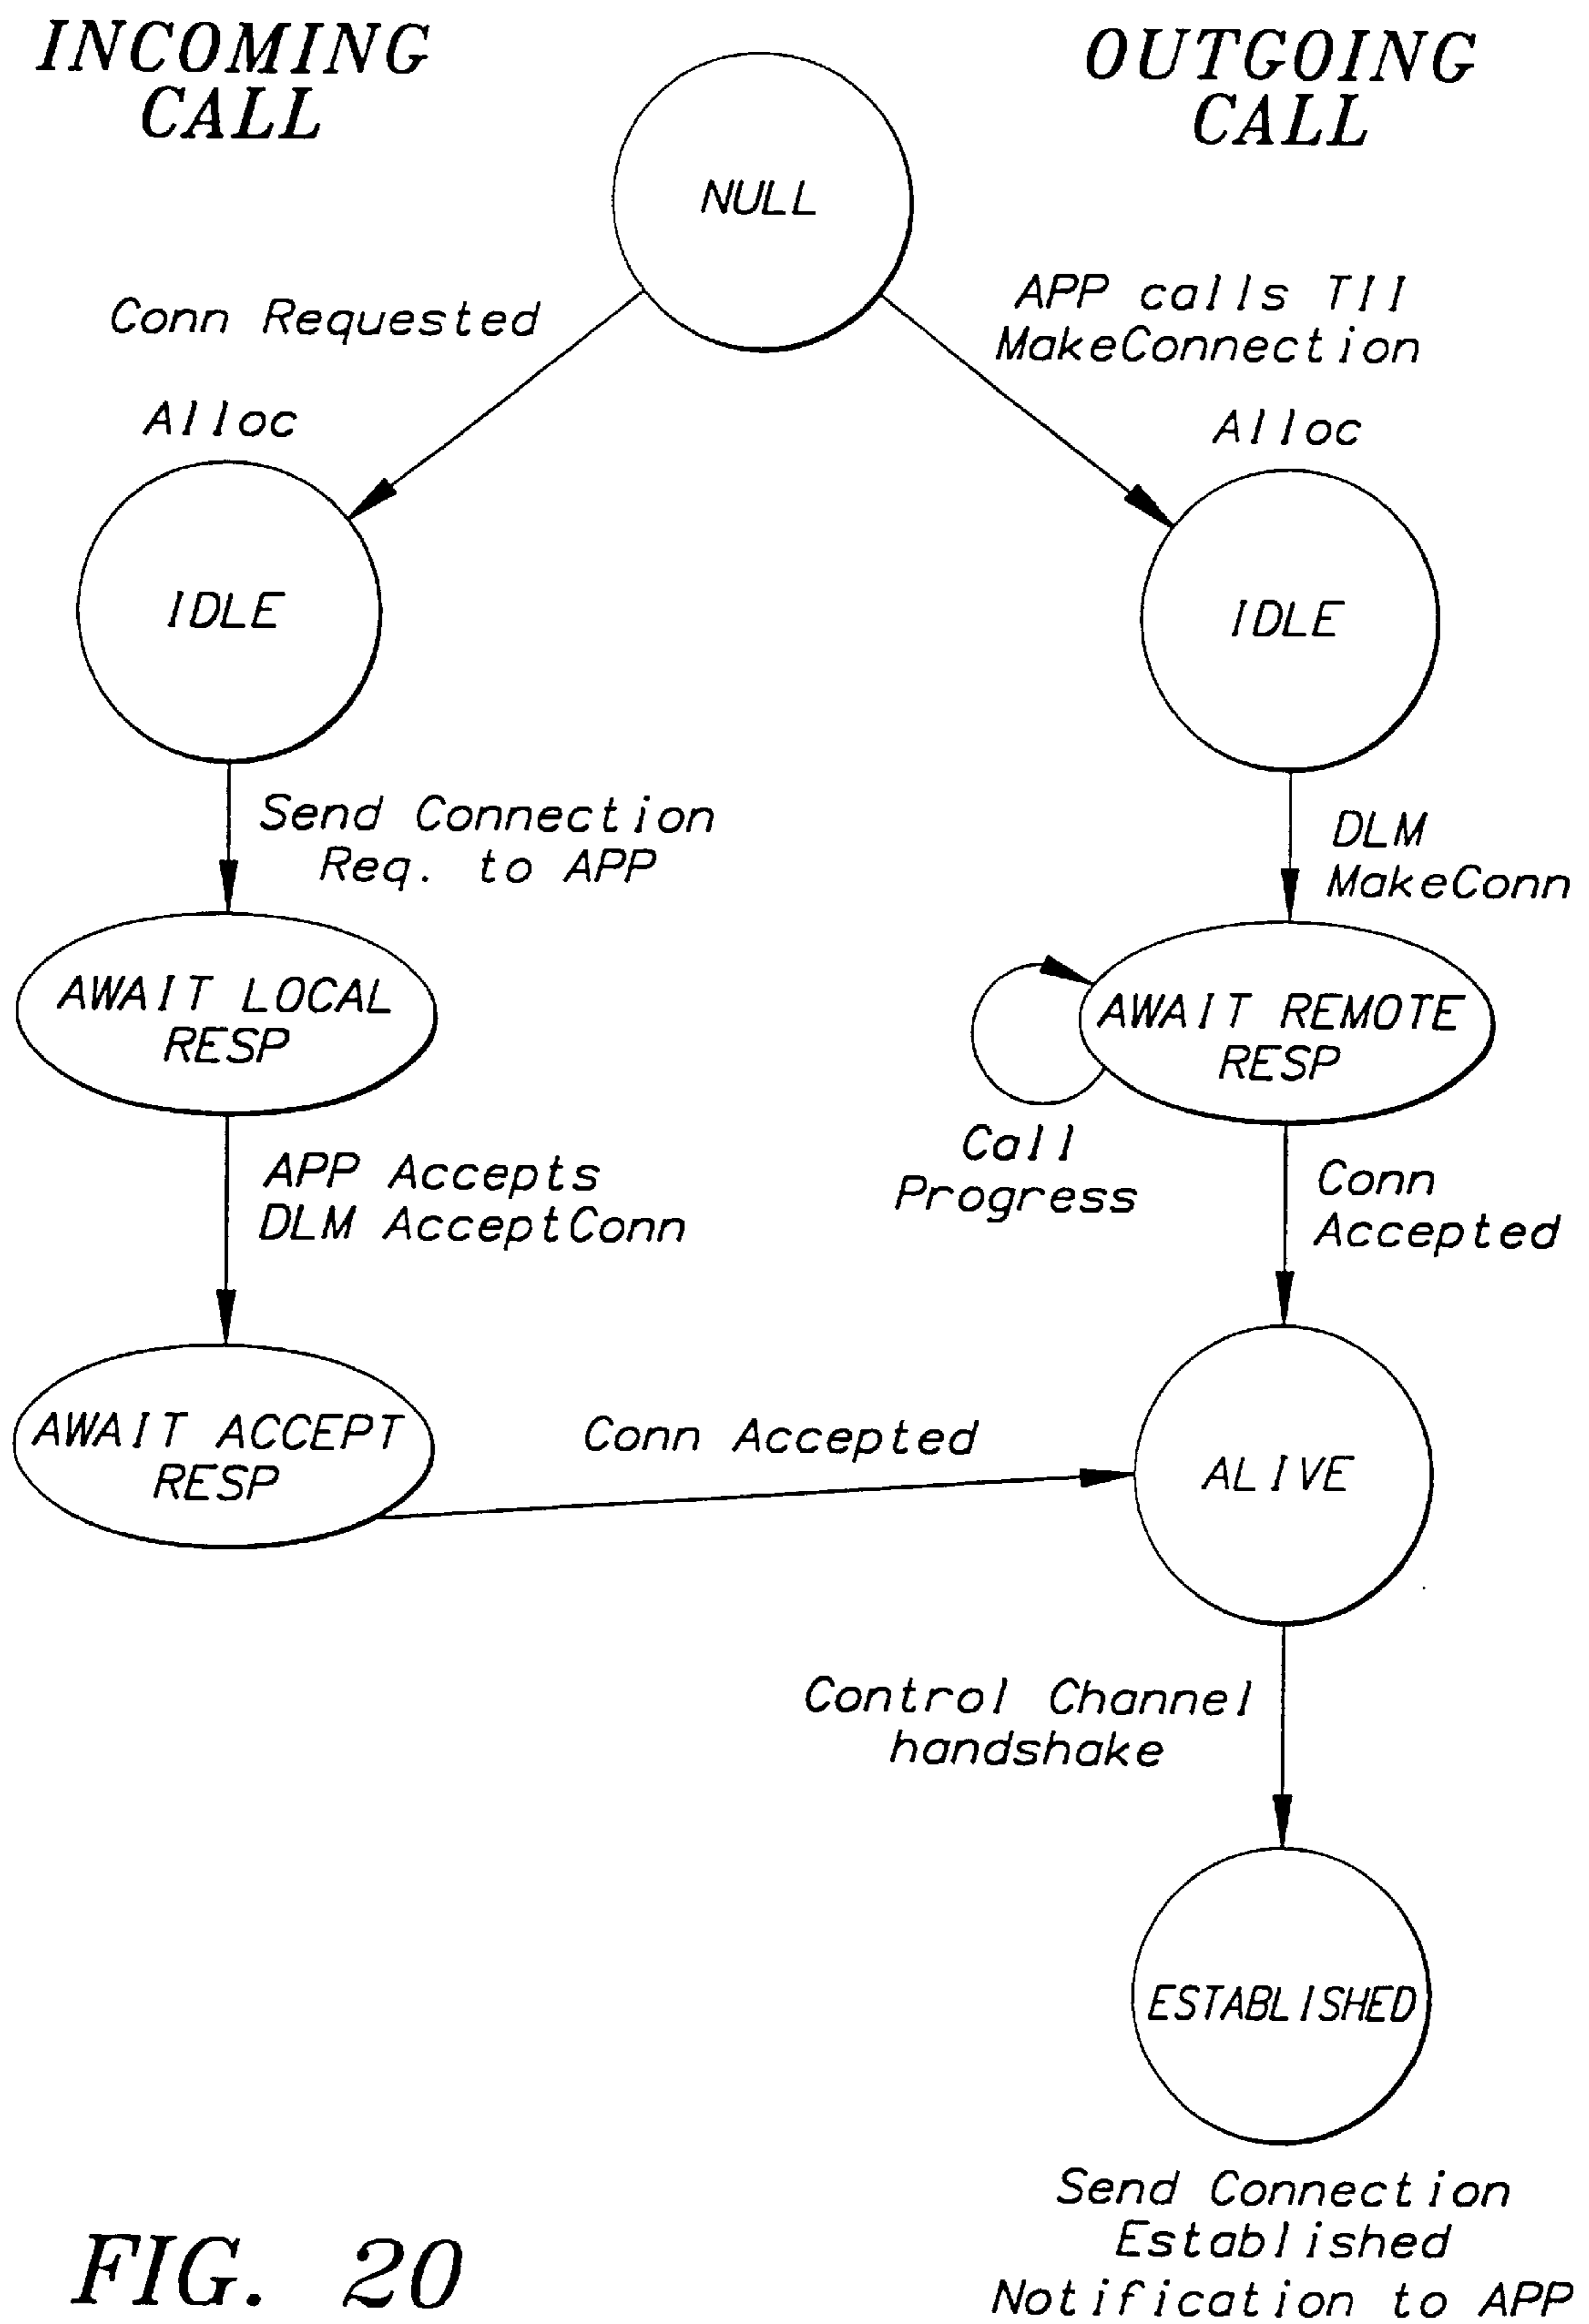 INCOMING
CALL
OUTGOING
CALL
NULL
Conn Requested
APP calls TII
MakeConnection
Alloc
Alloc
IDLE
IDLE
Send Connection
Req. to APP
DLM
MakeConn
AWAIT LOCAL
RESP
AWAIT REMOTE
RESP
Call
Progress
Conn
Accepted
APP Accepts
DLM AcceptConn
AWAIT ACCEPT
RESP
Conn Accepted
ALIVE
Control Channel
handshake
ESTABLISHED
Send Connection
Established
Notification to APP
FIG. 20